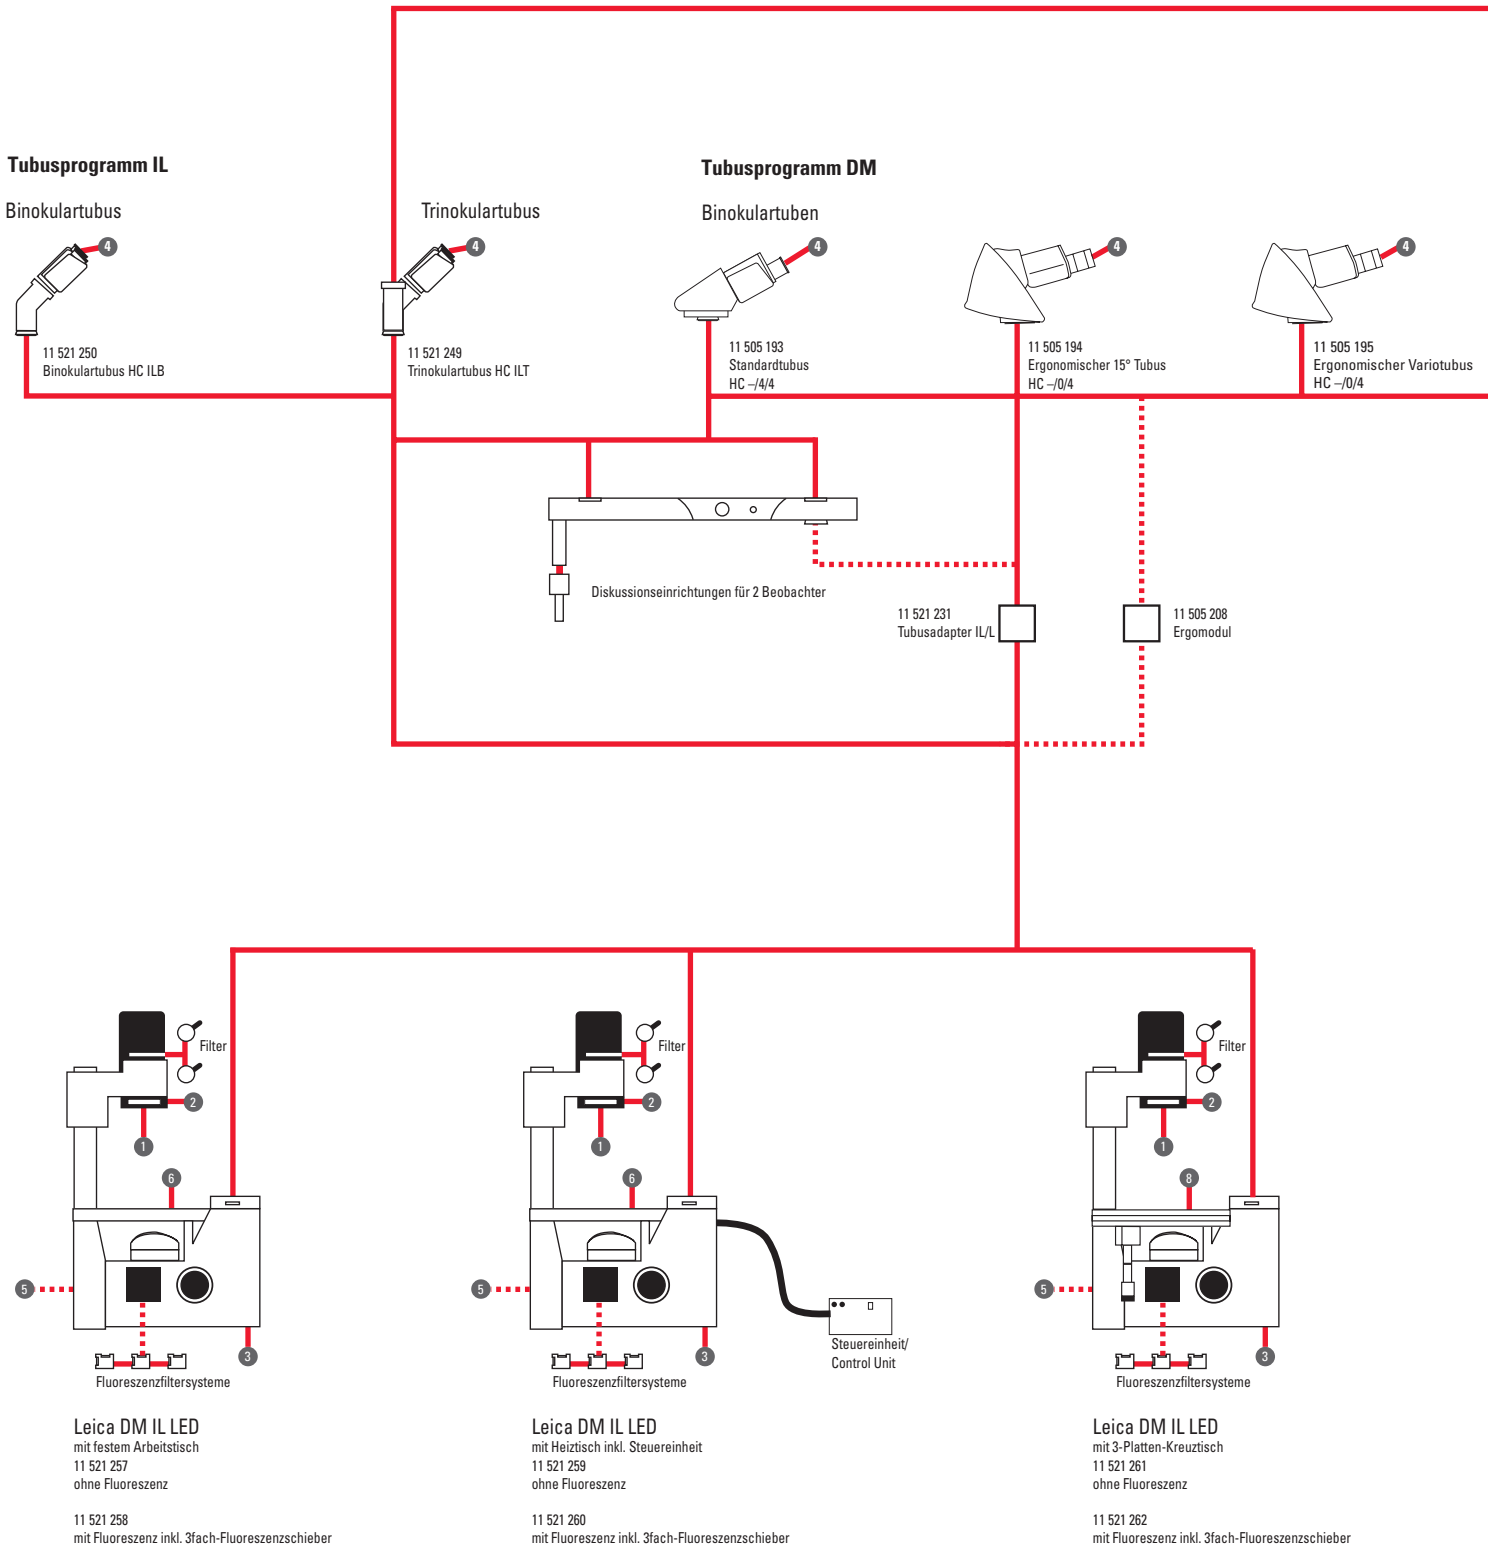 Tubusprogramm IL
Binokulartubus
Trinokulartubus
4
4
11 521 250
Binokulartubus HC ILB
11 521 249
Trinokulartubus HC ILT
Tubusprogramm DM
Binokulartuben
4
4
4
11 505 193
Standardtubus
HC –/4/4
11 505 194
Ergonomischer 15° Tubus
HC –/0/4
11 505 195
Ergonomischer Variotubus
HC –/0/4
Diskussionseinrichtungen für 2 Beobachter
11 521 231
Tubusadapter IL/L
11 505 208
Ergomodul
Filter
2
1
6
5
3
Fluoreszenzfiltersysteme
Leica DM IL LED
mit festem Arbeitstisch
11 521 257
ohne Fluoreszenz
11 521 258
mit Fluoreszenz inkl. 3fach-Fluoreszenzschieber
Filter
2
1
6
5
3
Steuereinheit/
Control Unit
Fluoreszenzfiltersysteme
Leica DM IL LED
mit Heiztisch inkl. Steuereinheit
11 521 259
ohne Fluoreszenz
11 521 260
mit Fluoreszenz inkl. 3fach-Fluoreszenzschieber
Filter
2
1
8
5
3
Fluoreszenzfiltersysteme
Leica DM IL LED
mit 3-Platten-Kreuztisch
11 521 261
ohne Fluoreszenz
11 521 262
mit Fluoreszenz inkl. 3fach-Fluoreszenzschieber